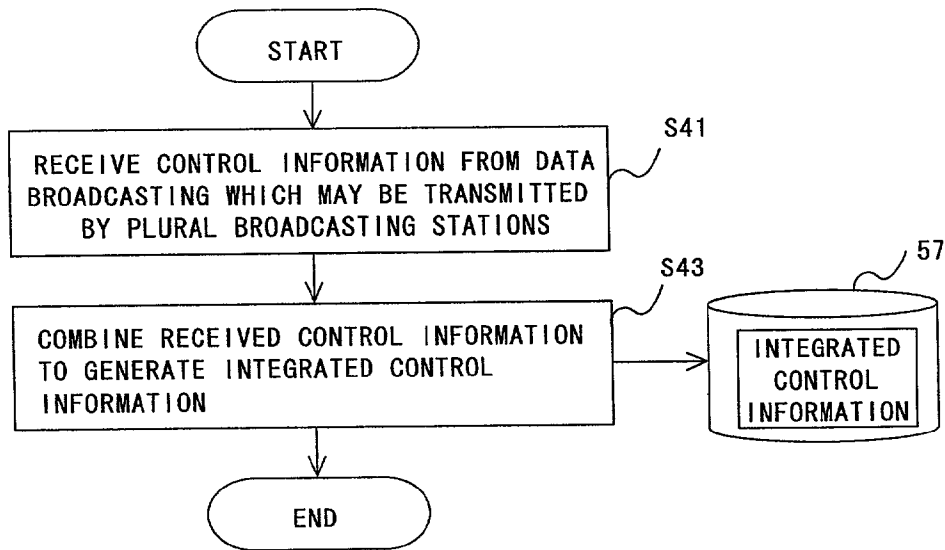 START
S41
RECEIVE CONTROL INFORMATION FROM DATA
BROADCASTING WHICH MAY BE TRANSMITTED
BY PLURAL BROADCASTING STATIONS
S43
57
COMBINE RECEIVED CONTROL INFORMATION
TO GENERATE INTEGRATED CONTROL
INFORMATION
INTEGRATED
CONTROL
INFORMATION
END